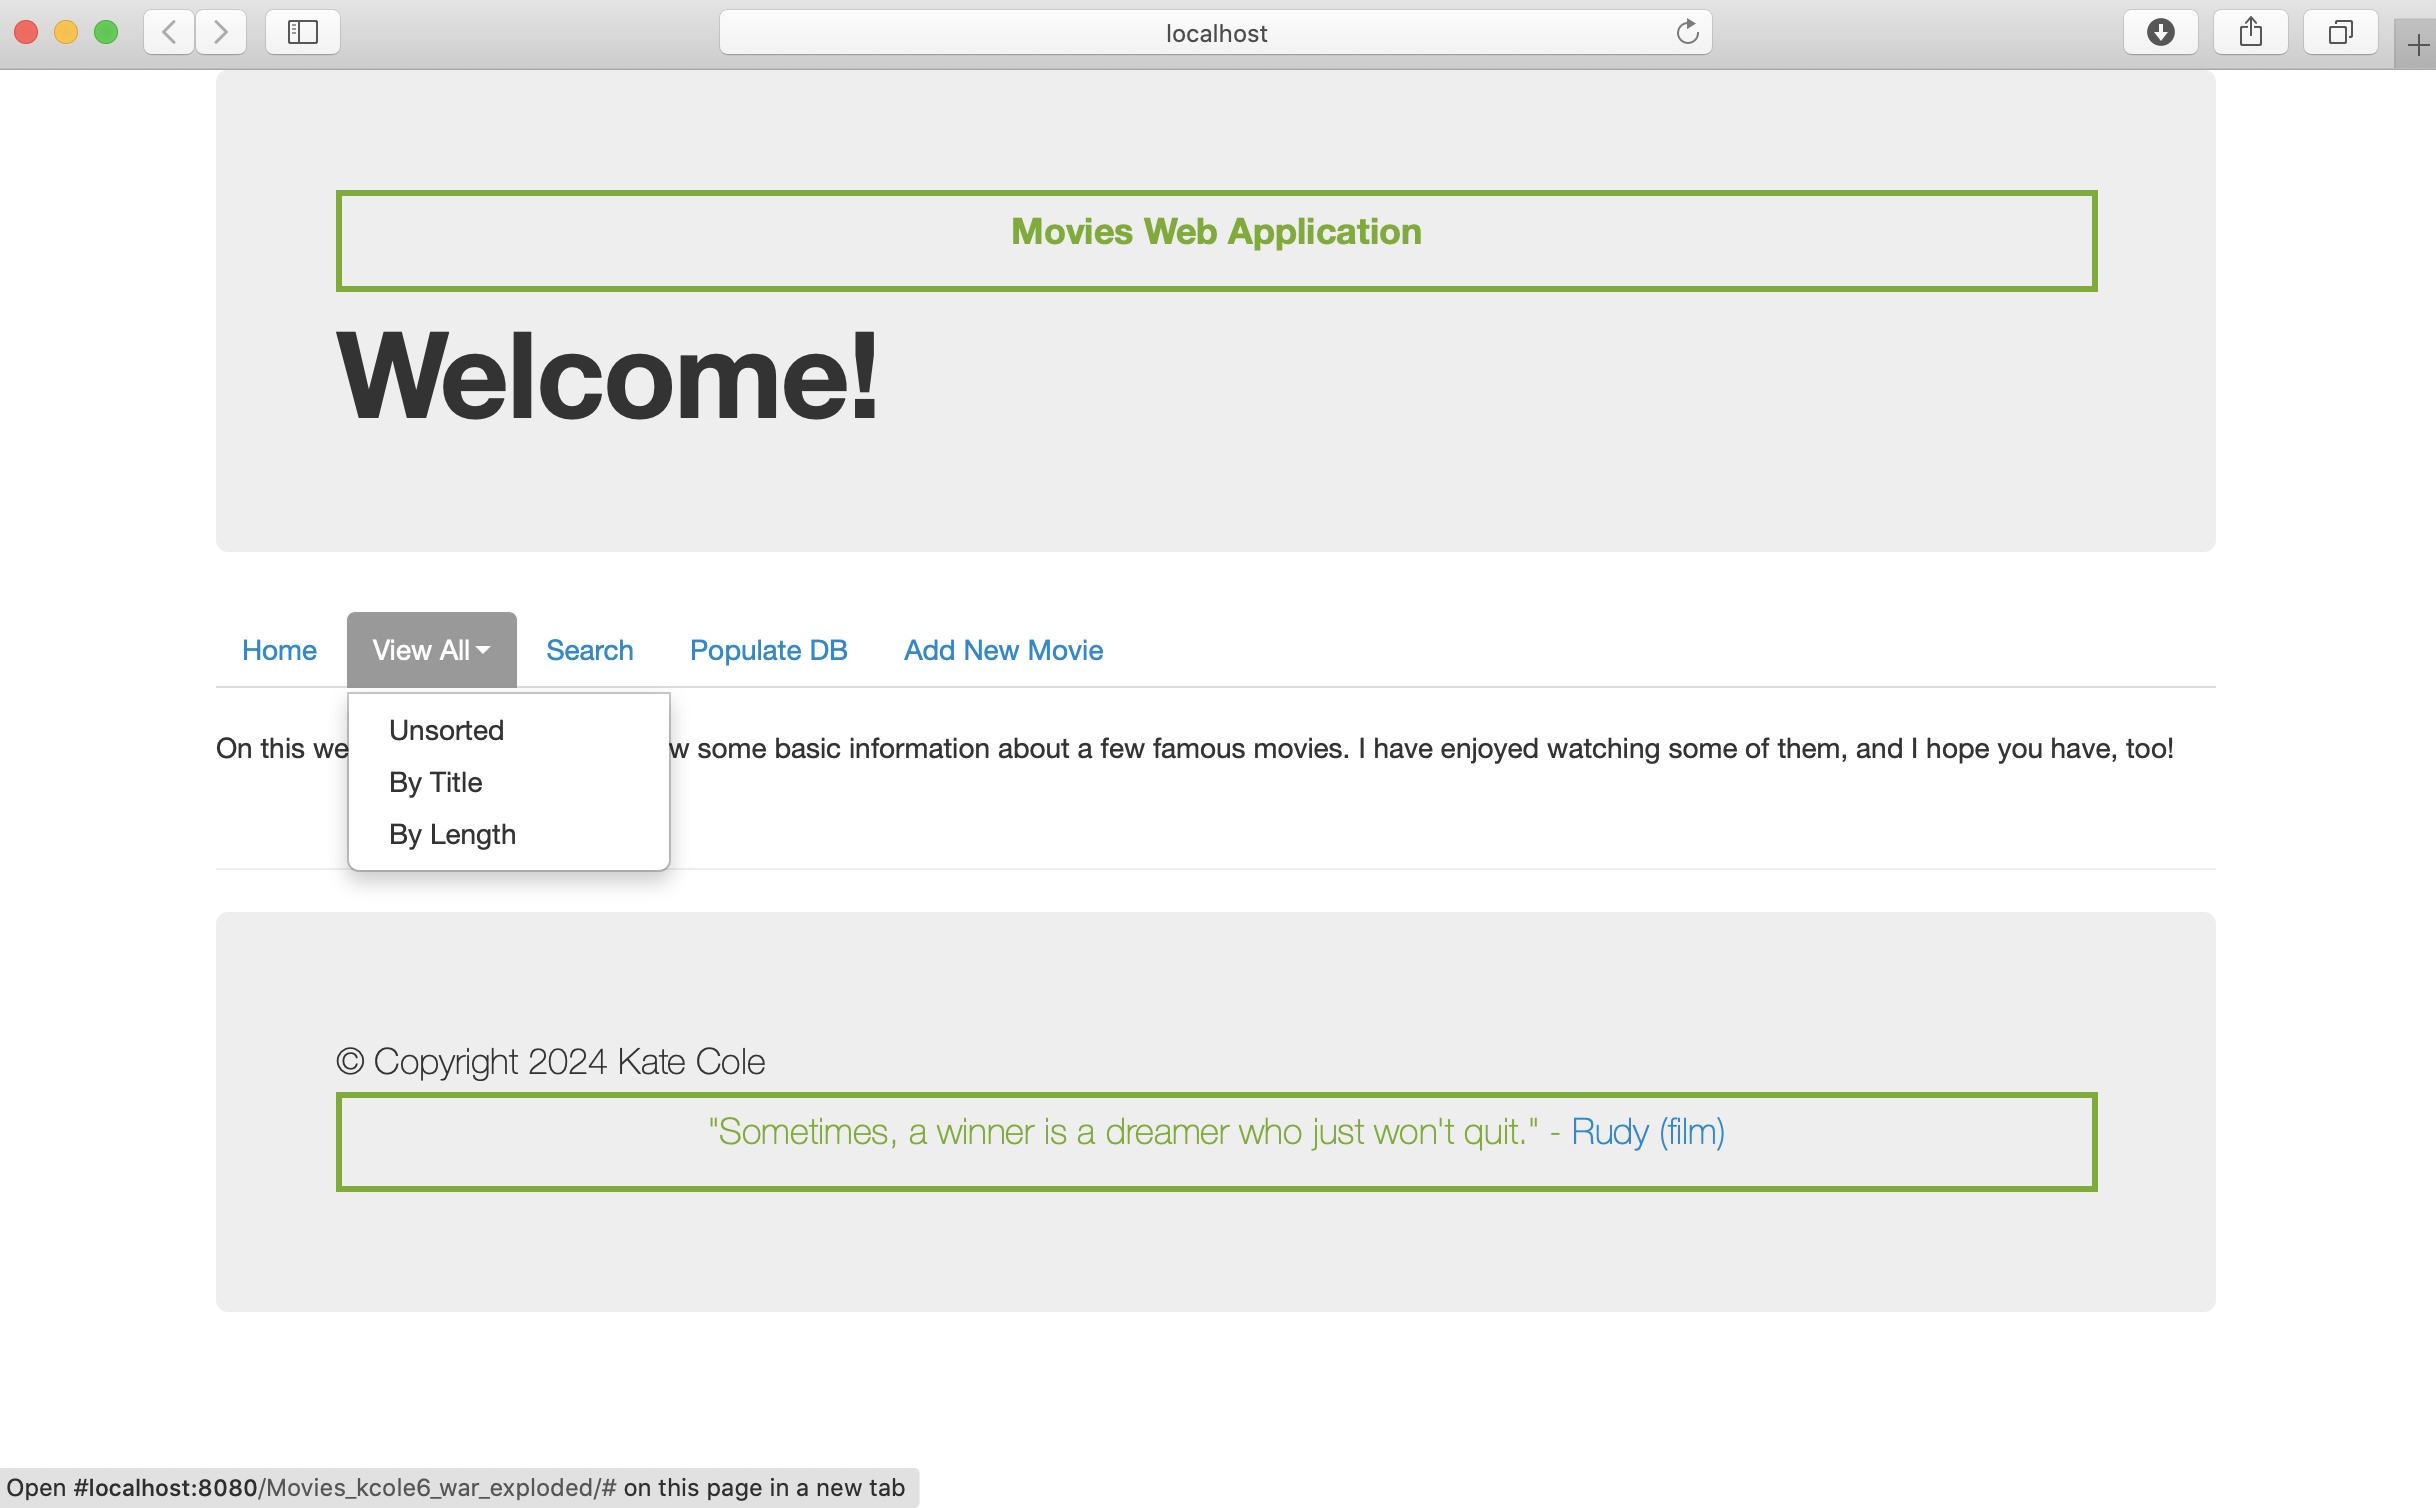 localhost
Movies Web Application
Welcome!
Home View All Search Populate DB Add New Movie
Unsorted
On this we w some basic information about a few famous movies. I have enjoyed watching some of them, and I hope you have, too!
By Title
By Length
© Copyright 2024 Kate Cole
"Sometimes, a winner is a dreamer who just won't quit." - Rudy (film)
Open #localhost:8080/Movies_kcole6_war_exploded/# on this page in a new tab